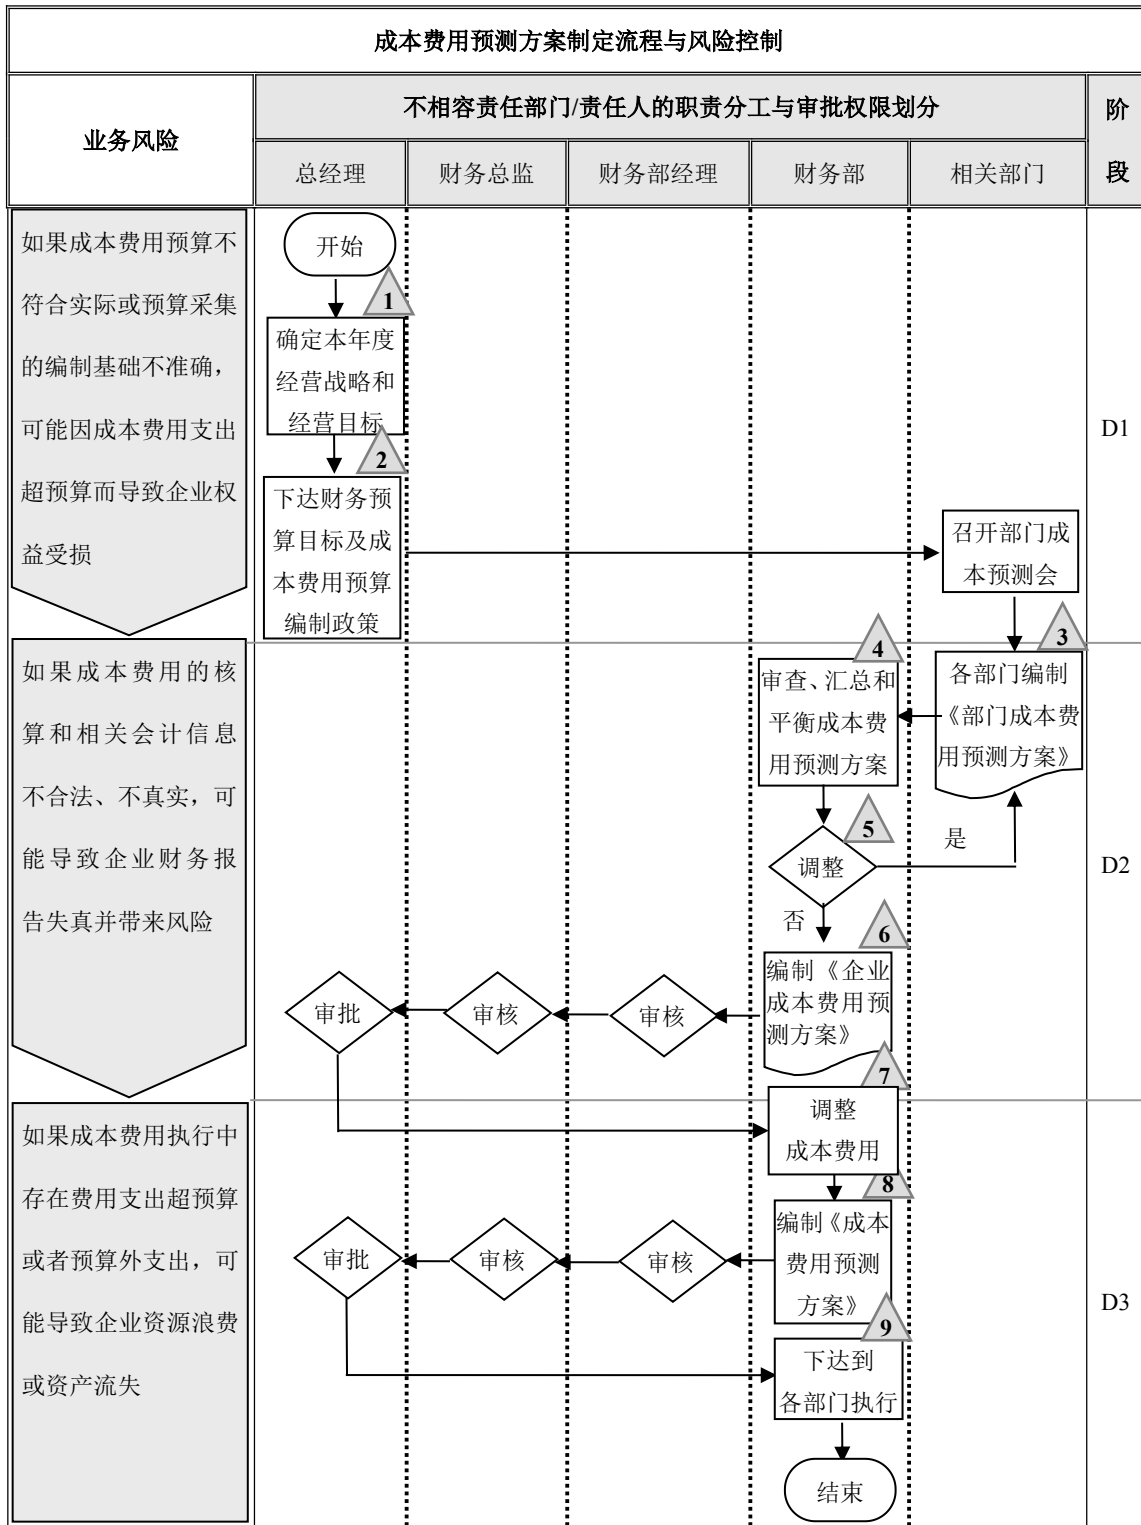 成本费用预测方案制定流程与风险控制
业务风险
不相容责任部门/责任人的职责分工与审批权限划分
阶
段
总经理
财务总监
财务部经理
财务部
相关部门
如果成本费用预算不
符合实际或预算采集
的编制基础不准确，
可能因成本费用支出
超预算而导致企业权
益受损
开始
1
确定本年度
经营战略和
经营目标
2
下达财务预
算目标及成
本费用预算
编制政策
召开部门成
本预测会
D1
如果成本费用的核
算和相关会计信息
不合法、不真实，可
能导致企业财务报
告失真并带来风险
3
各部门编制
《部门成本费
用预测方案》
4
审查、汇总和
平衡成本费
用预测方案
5
调整
是
否
6
编制《企业
成本费用预
测方案》
审核
审核
审批
D2
如果成本费用执行中
存在费用支出超预算
或者预算外支出，可
能导致企业资源浪费
或资产流失
7
调整
成本费用
8
编制《成本
费用预测
方案》
审核
审核
审批
9
下达到
各部门执行
结束
D3